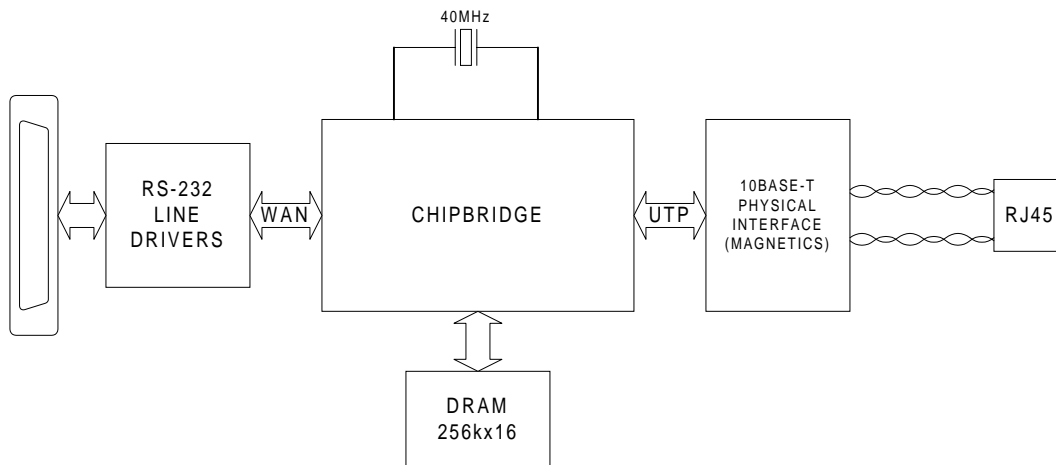 40MHz
RS-232
LINE
DRIVERS
WAN
CHIPBRIDGE
UTP
10BASE-T
PHYSICAL
INTERFACE
(MAGNETICS)
RJ45
DRAM
256kx16